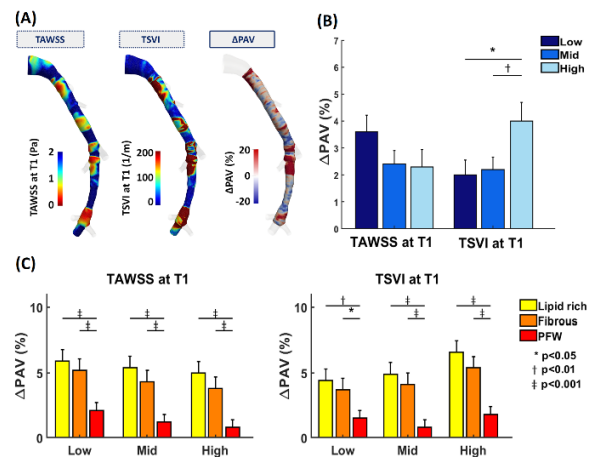 (A)
TAWSS
TSVI
ΔPAV
TAWSS at T1 (Pa)
2
1
0
TSVI at T1 (1/m)
200
100
0
ΔPAV (%)
20
0
-20
(B)
ΔPAV (%)
7
6
5
4
3
2
1
0
*
†
Low
Mid
High
TAWSS at T1
TSVI at T1
(C)
TAWSS at T1
ΔPAV (%)
10
5
0
‡
‡
‡
‡
‡
‡
Low
Mid
High
TSVI at T1
ΔPAV (%)
10
5
0
†
*
‡
‡
‡
‡
Low
Mid
High
Lipid rich
Fibrous
PFW
* p<0.05
† p<0.01
‡ p<0.001